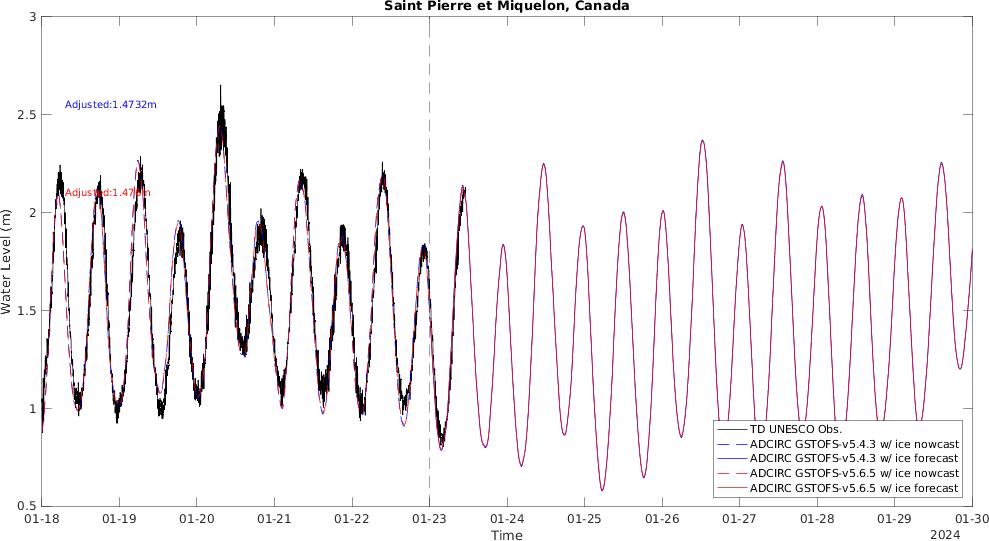 Saint Pierre et Miquelon, Canada
3
2.5
2
1.5
1
0.5
Water Level (m)
Adjusted:1.4732m
01-18
01-19
01-20
01-21
01-22
01-23
01-24
01-25
01-26
01-27
01-28
01-29
01-30
Time
2024
TD UNESCO Obs.
ADCIRC GSTOFS-v5.4.3 w/ ice nowcast
ADCIRC GSTOFS-v5.4.3 w/ ice forecast
ADCIRC GSTOFS-v5.6.5 w/ ice nowcast
ADCIRC GSTOFS-v5.6.5 w/ ice forecast